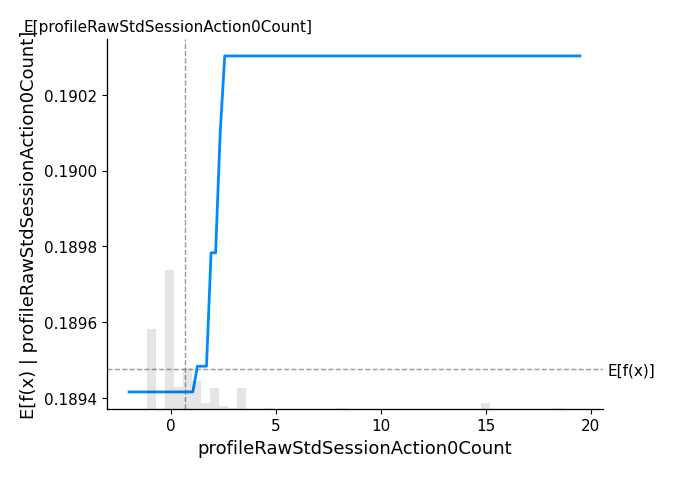 E[profileRawStdSessionAction0Count]
E[f(x) | profileRawStdSessionAction0Count]
0.1902
0.1900
0.1898
0.1896
0.1894
E[f(x)]
0
5
10
15
20
profileRawStdSessionAction0Count